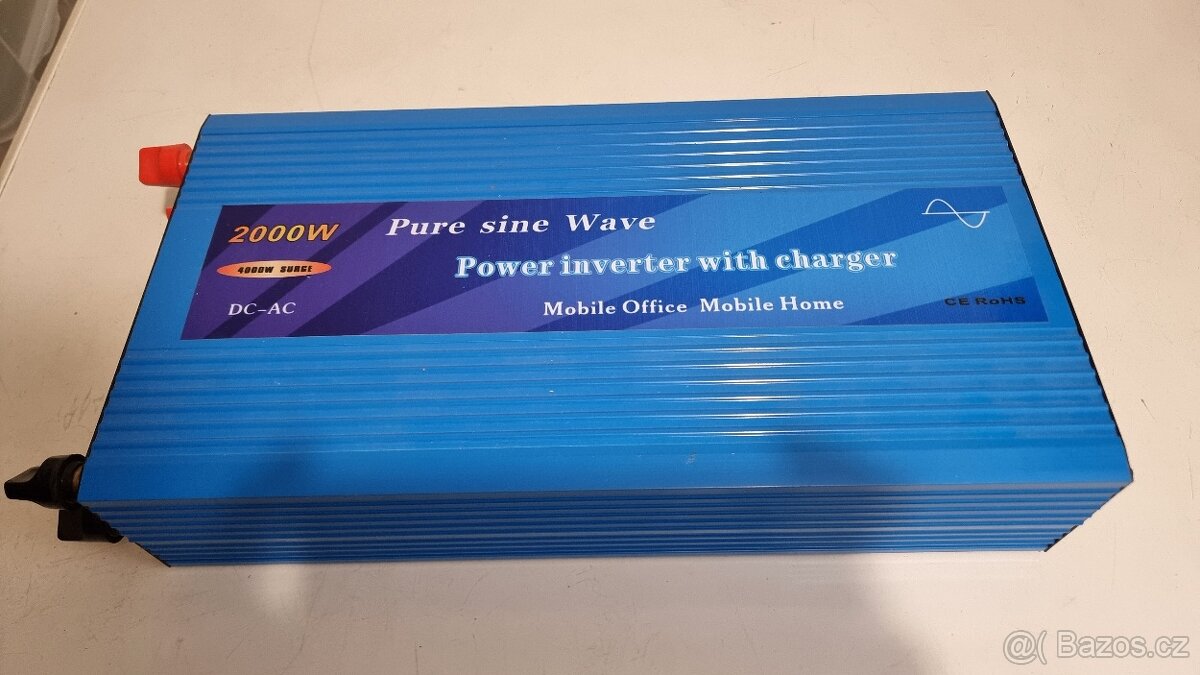 2000W
4000W SURGE
DC-AC
Pure sine Wave
Power inverter with charger
Mobile Office Mobile Home
CE RoHS
@( Bazos.cz